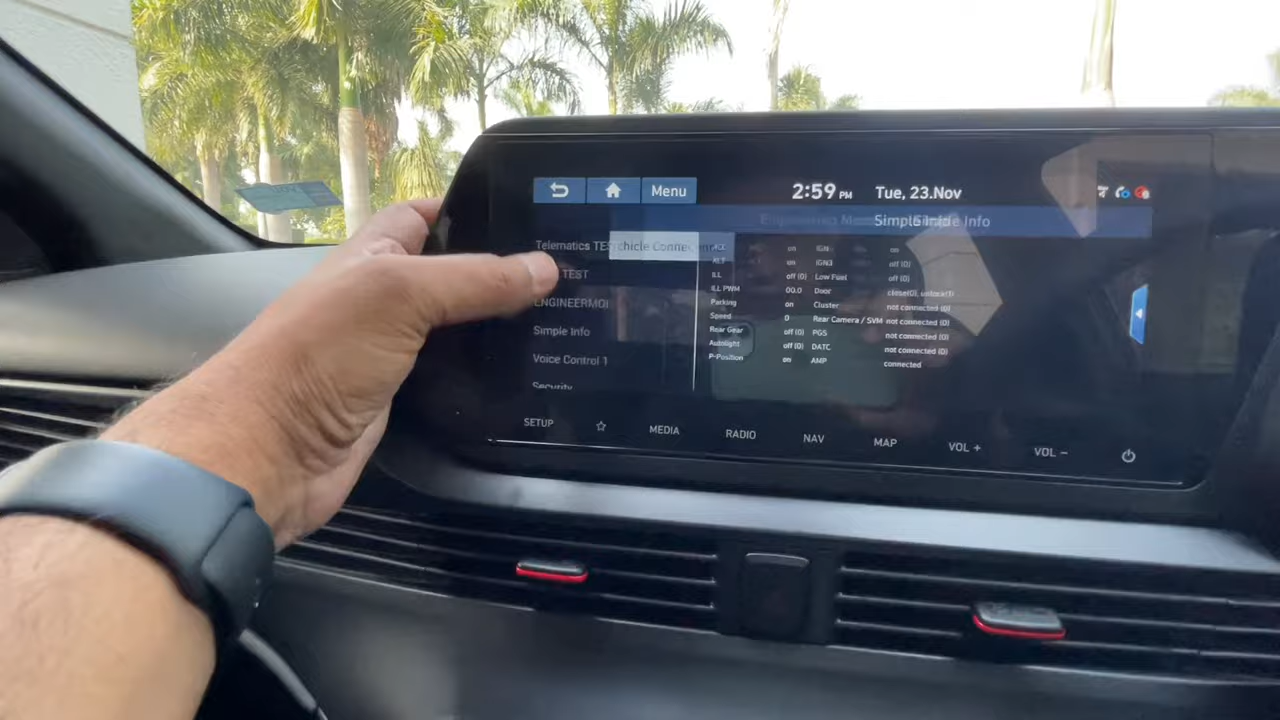 Menu 2:59 PM Tue, 23.Nov
Simple Info
Telematics
TEST
Simple Info
Voice Control 1
Security
on IGN on
ALT on IGN3 off (0)
ILL off (0) Low Fuel off (0)
ILL PWM 00.0 Door close(0), unlock(1)
Parking on Cluster not connected (0)
Speed 0 Rear Camera / SVM not connected (0)
Rear Gear off (0) PGS not connected (0)
Autolight off (0) DATC not connected (0)
P-Position on AMP connected
SETUP ☆ MEDIA RADIO NAV MAP VOL + VOL −